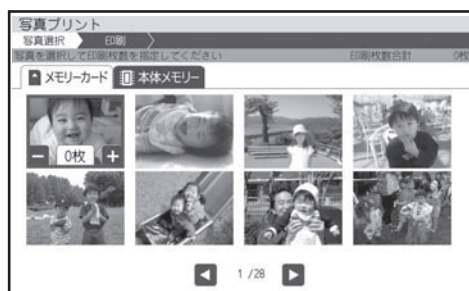 写真プリント
写真選択 印刷
写真を選択して印刷枚数を指定してください 印刷枚数合計 0枚
メモリーカード 本体メモリー
− 0枚 +
1 /28